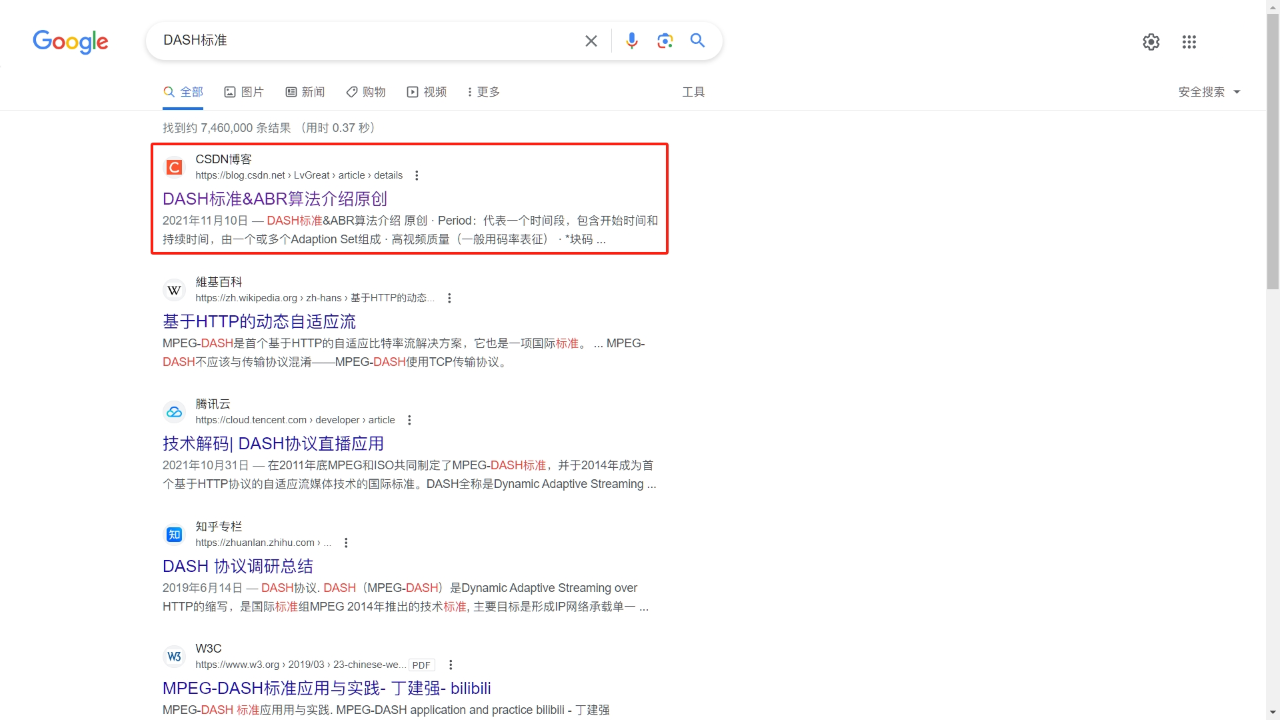 Google
DASH标准
全部 图片 新闻 购物 视频 更多 工具 安全搜索
找到约 7,460,000 条结果 （用时 0.37 秒）
CSDN博客
https://blog.csdn.net › LvGreat › article › details
DASH标准&ABR算法介绍原创
2021年11月10日 — DASH标准&ABR算法介绍 原创 · Period：代表一个时间段，包含开始时间和
持续时间，由一个或多个Adaption Set组成 · 高视频质量（一般用码率表征） · *块码 ...
W
維基百科
https://zh.wikipedia.org › zh-hans › 基于HTTP的动态...
基于HTTP的动态自适应流
MPEG-DASH是首个基于HTTP的自适应比特率流解决方案，它也是一项国际标准。 ... MPEG-
DASH不应该与传输协议混淆——MPEG-DASH使用TCP传输协议。
腾讯云
https://cloud.tencent.com › developer › article
技术解码| DASH协议直播应用
2021年10月31日 — 在2011年底MPEG和ISO共同制定了MPEG-DASH标准，并于2014年成为首
个基于HTTP协议的自适应流媒体技术的国际标准。DASH全称是Dynamic Adaptive Streaming ...
知
知乎专栏
https://zhuanlan.zhihu.com › ...
DASH 协议调研总结
2019年6月14日 — DASH协议. DASH（MPEG-DASH）是Dynamic Adaptive Streaming over
HTTP的缩写，是国际标准组MPEG 2014年推出的技术标准, 主要目标是形成IP网络承载单一 ...
W3
W3C
https://www.w3.org › 2019/03 › 23-chinese-we... PDF
MPEG-DASH标准应用与实践- 丁建强- bilibili
MPEG-DASH 标准应用用与实践. MPEG-DASH application and practice bilibili - 丁建强